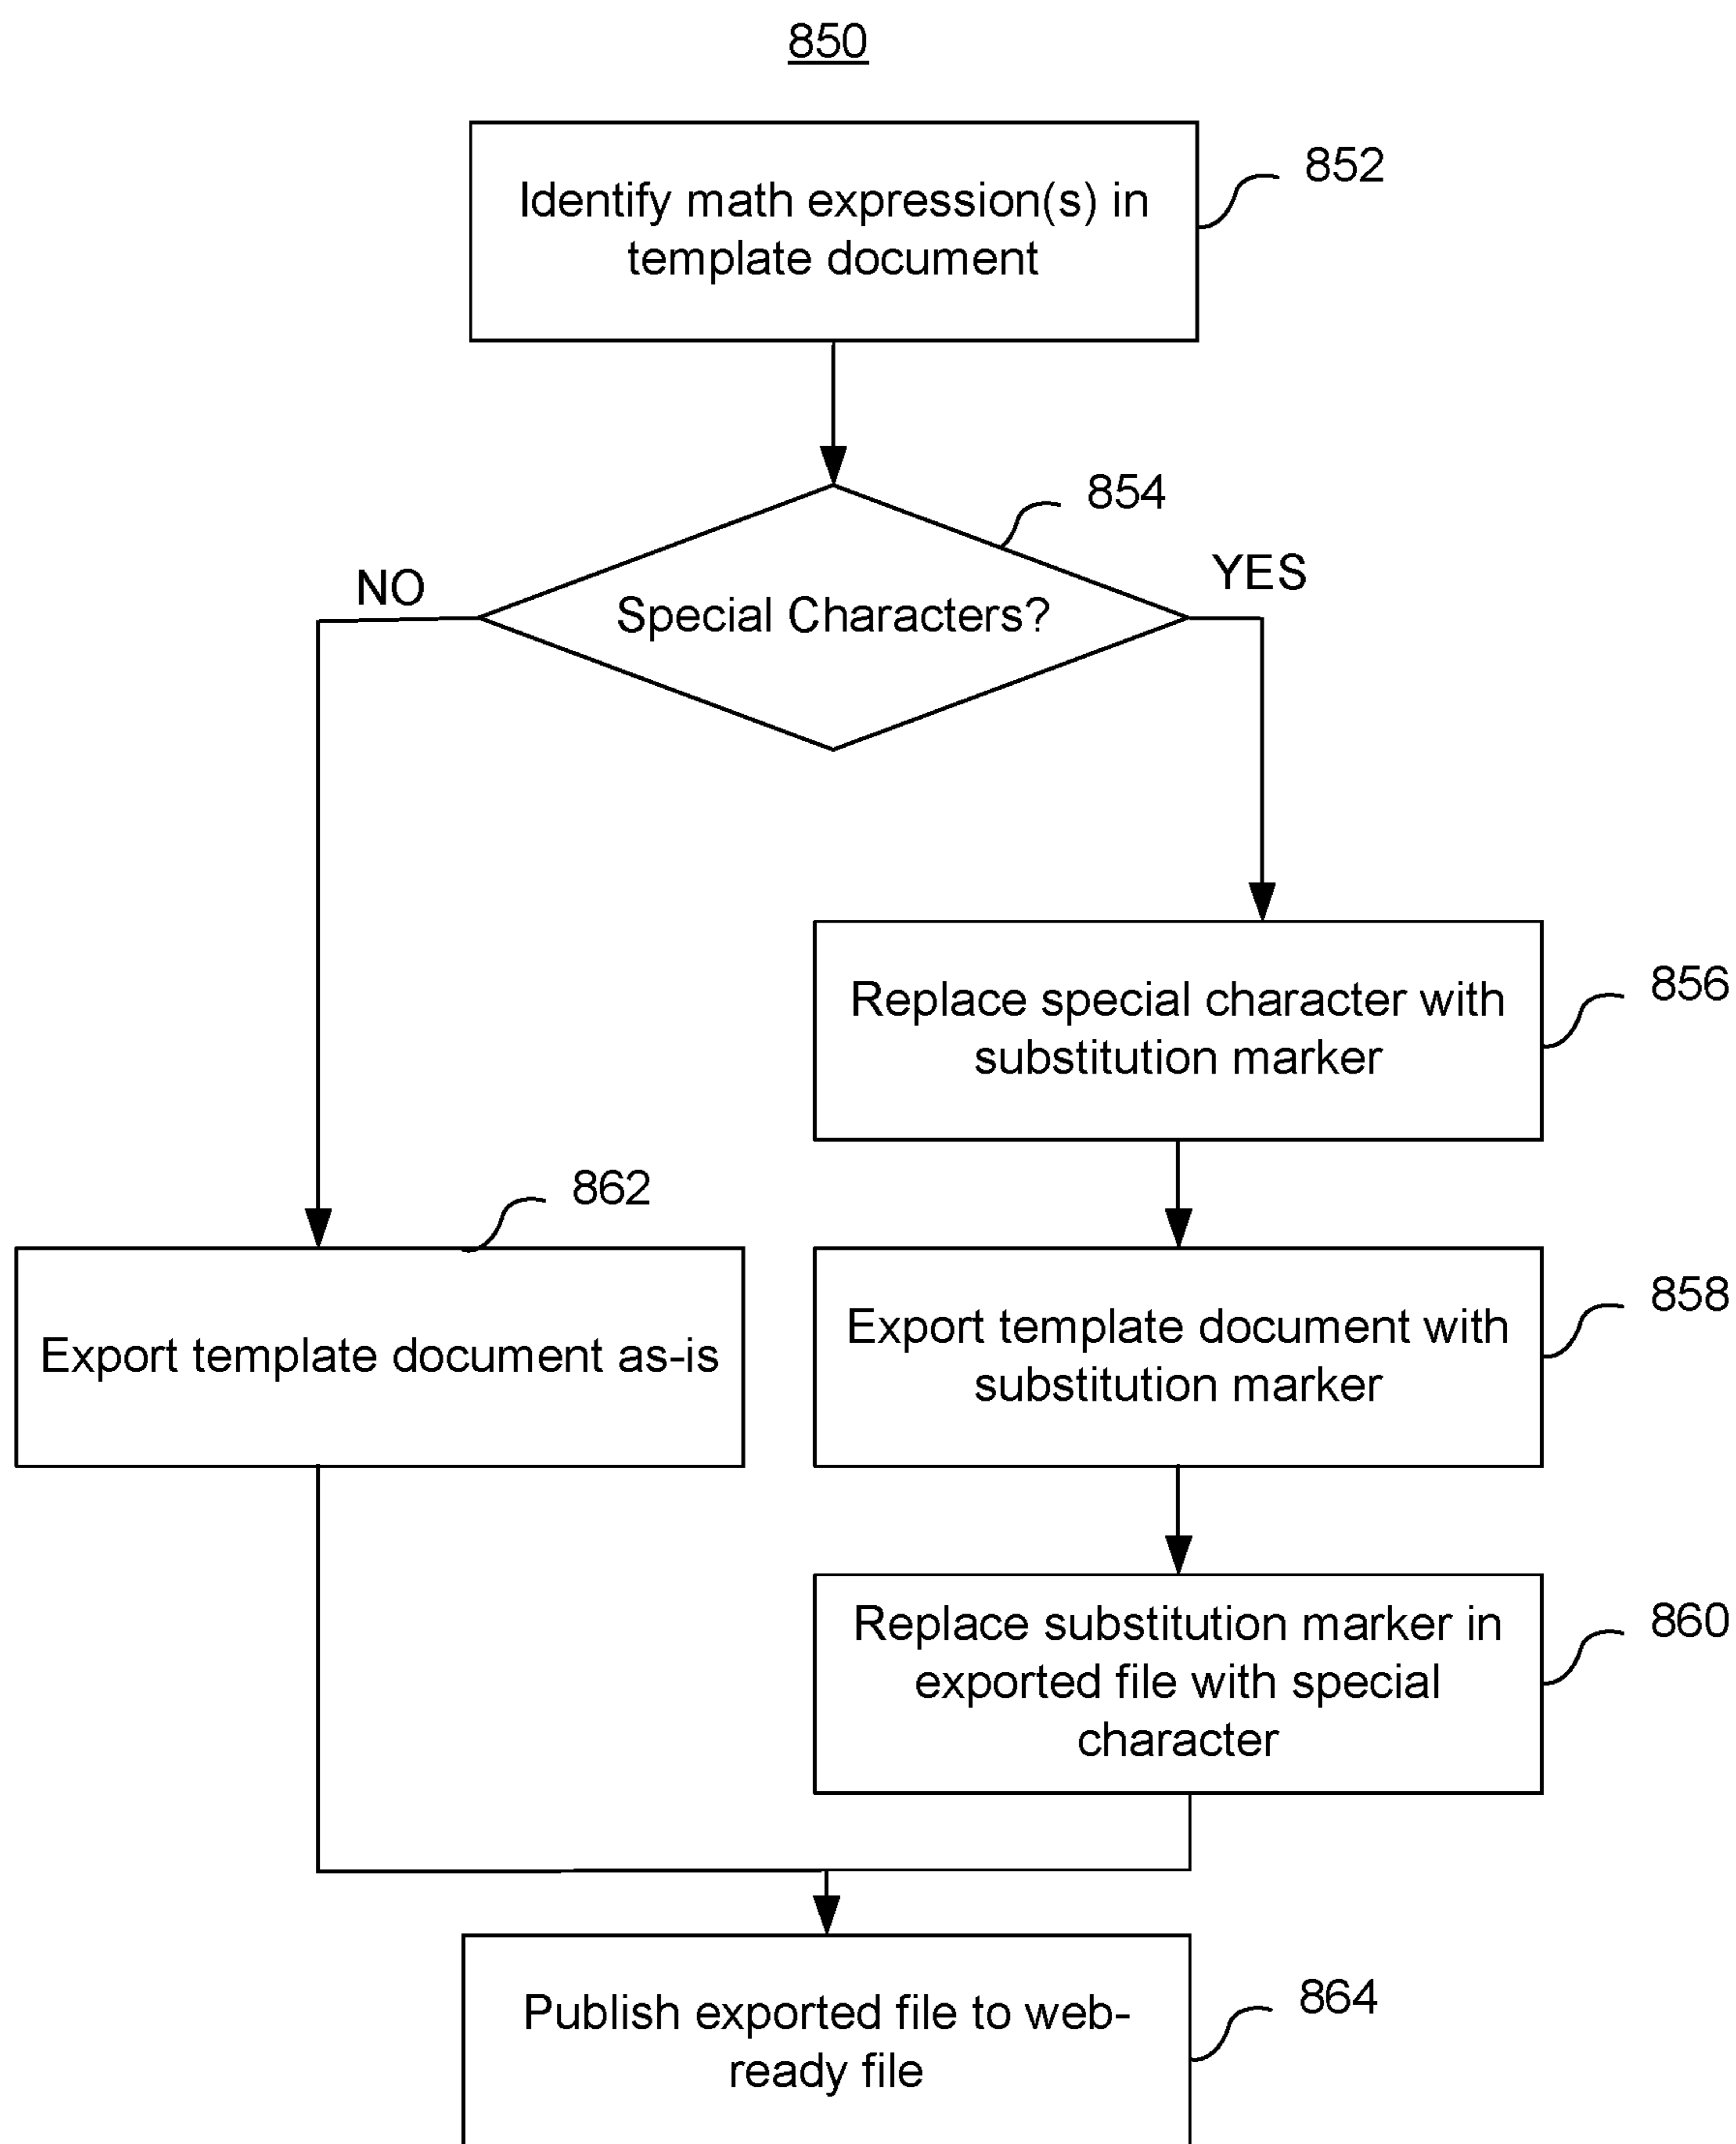 850
Identify math expression(s) in
template document
852
854
NO
YES
Special Characters?
Replace special character with
substitution marker
856
862
Export template document as-is
Export template document with
substitution marker
858
Replace substitution marker in
exported file with special
character
860
Publish exported file to web-
ready file
864